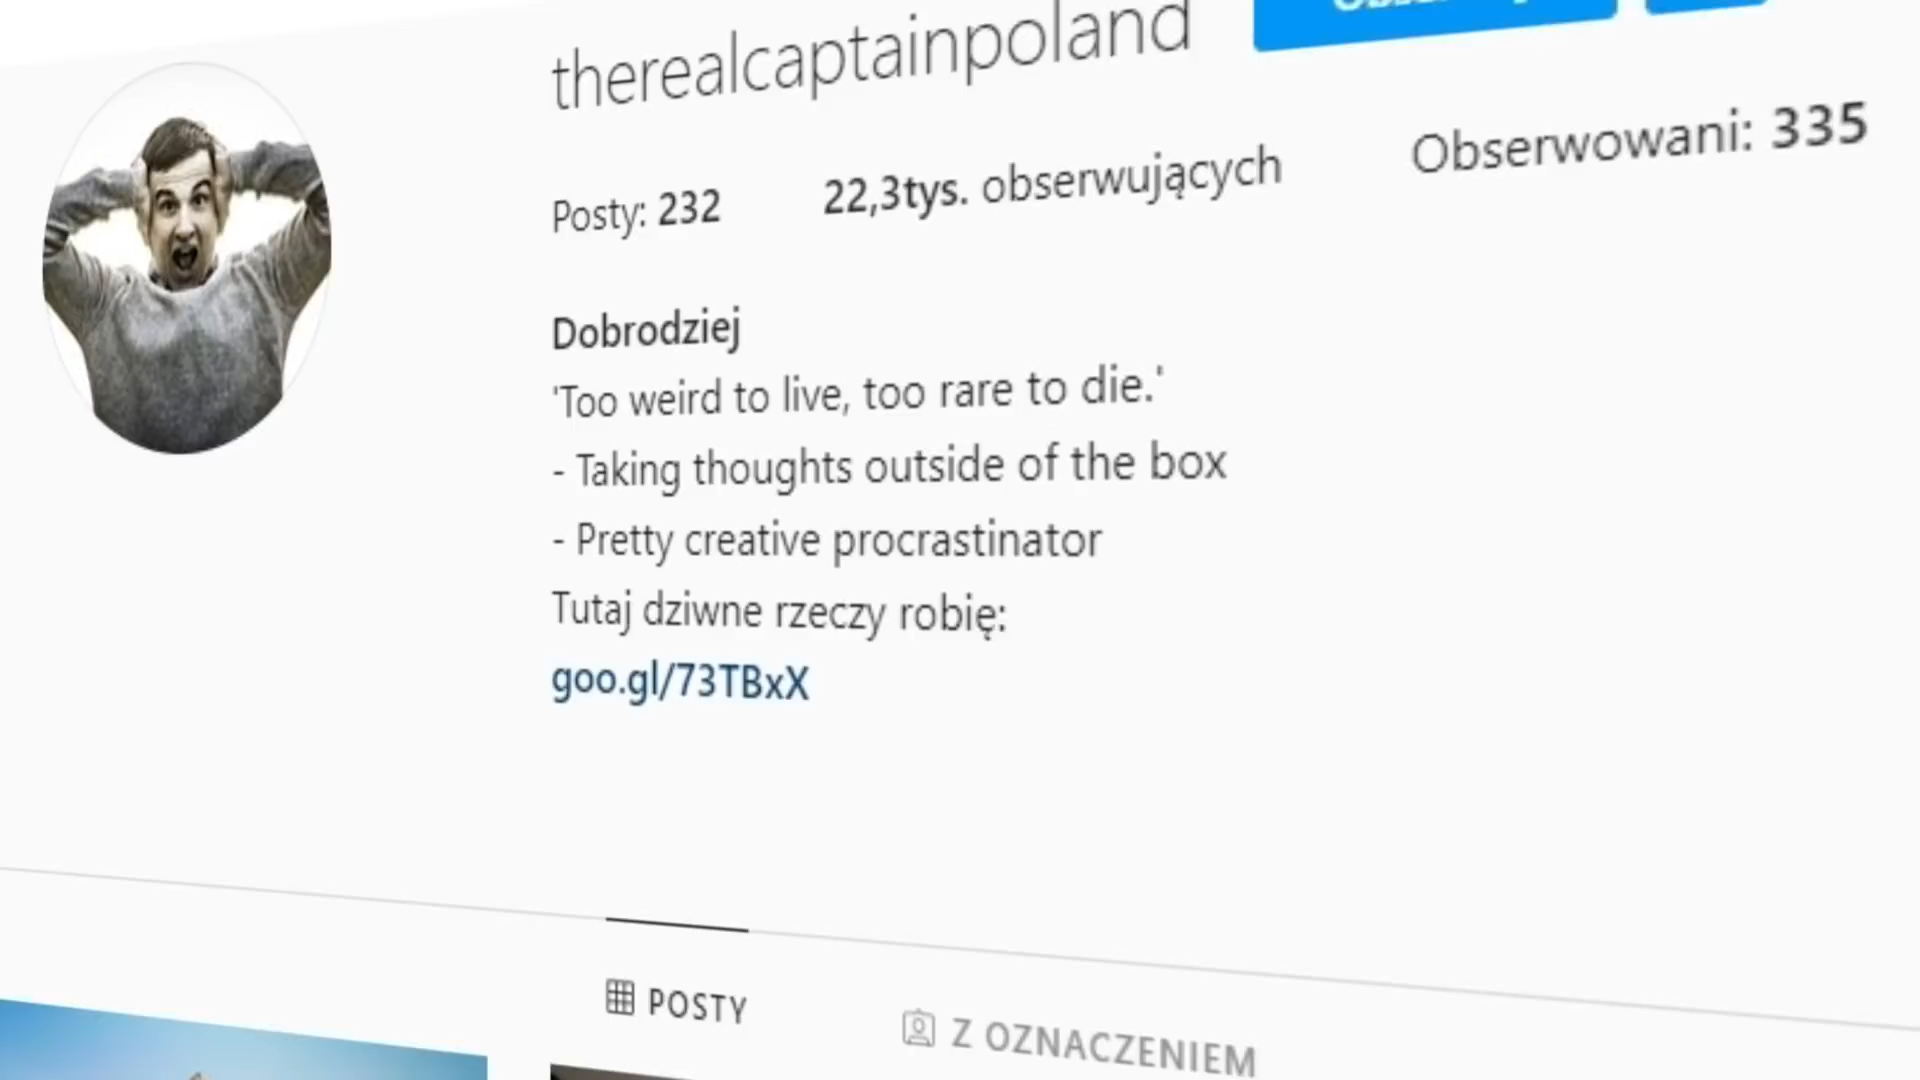 therealcaptainpoland
Posty: 232 22,3tys. obserwujących Obserwowani: 335
Dobrodziej
'Too weird to live, too rare to die.'
- Taking thoughts outside of the box
- Pretty creative procrastinator
Tutaj dziwne rzeczy robię:
goo.gl/73TBxX
POSTY Z OZNACZENIEM